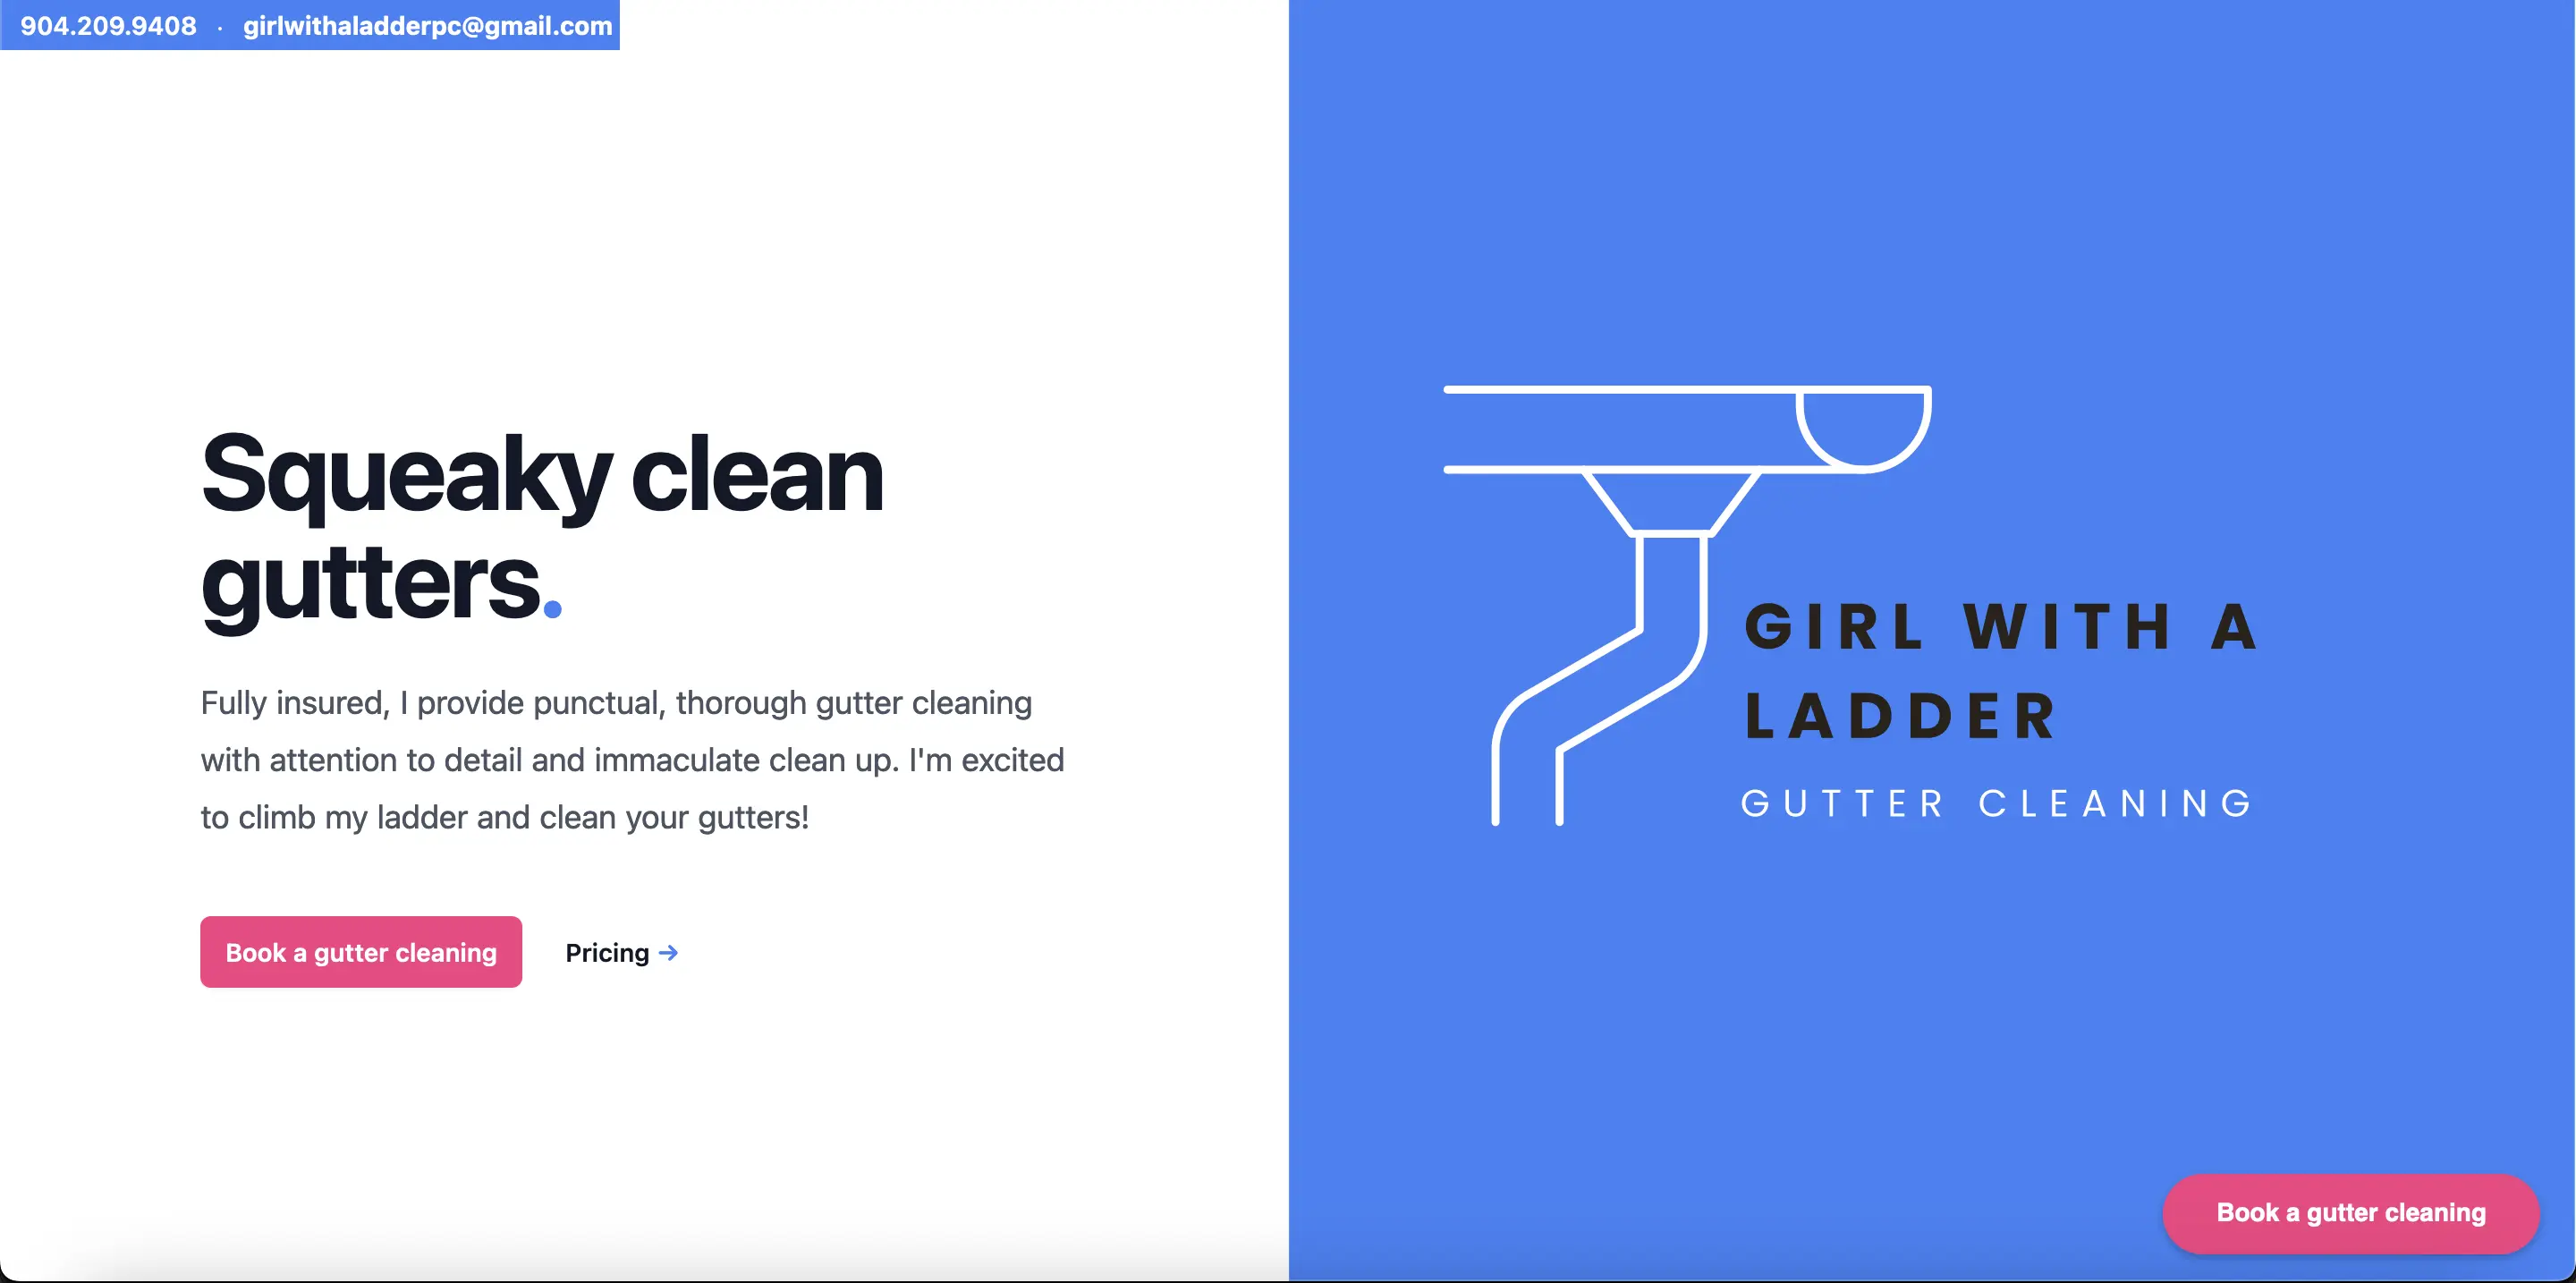 904.209.9408 · girlwithaladderpc@gmail.com
Squeaky clean
gutters.
Fully insured, I provide punctual, thorough gutter cleaning
with attention to detail and immaculate clean up. I'm excited
to climb my ladder and clean your gutters!
Book a gutter cleaning
Pricing →
GIRL WITH A
LADDER
GUTTER CLEANING
Book a gutter cleaning